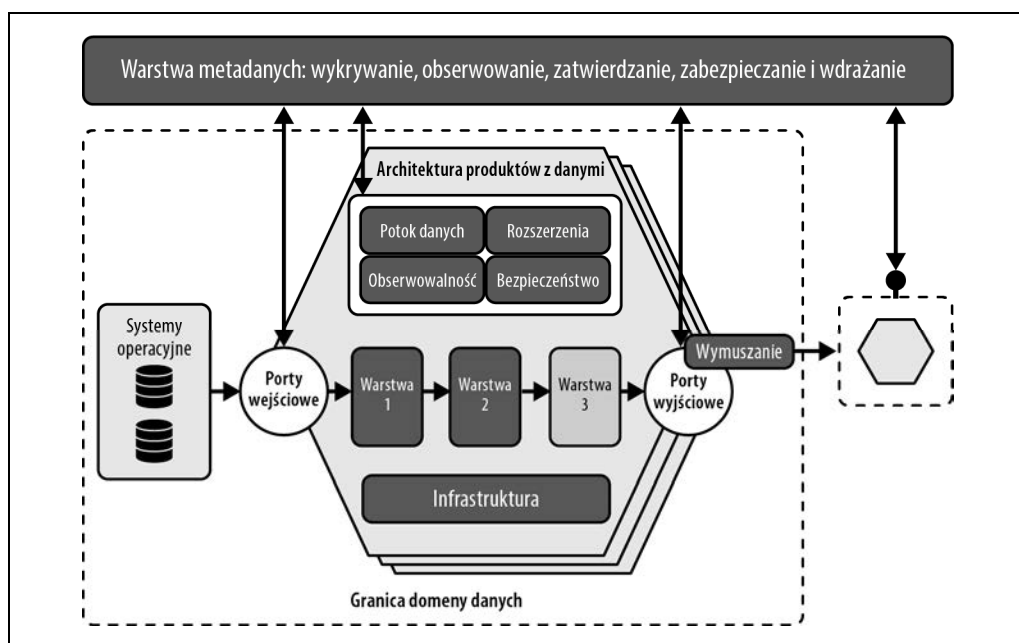 Warstwa metadanych: wykrywanie, obserwowanie, zatwierdzanie, zabezpieczanie i wdrażanie
Architektura produktów z danymi
Potok danych
Rozszerzenia
Obserwowalność
Bezpieczeństwo
Systemy
operacyjne
Porty
wejściowe
Warstwa
1
Warstwa
2
Warstwa
3
Porty
wyjściowe
Wymuszanie
Infrastruktura
Granica domeny danych